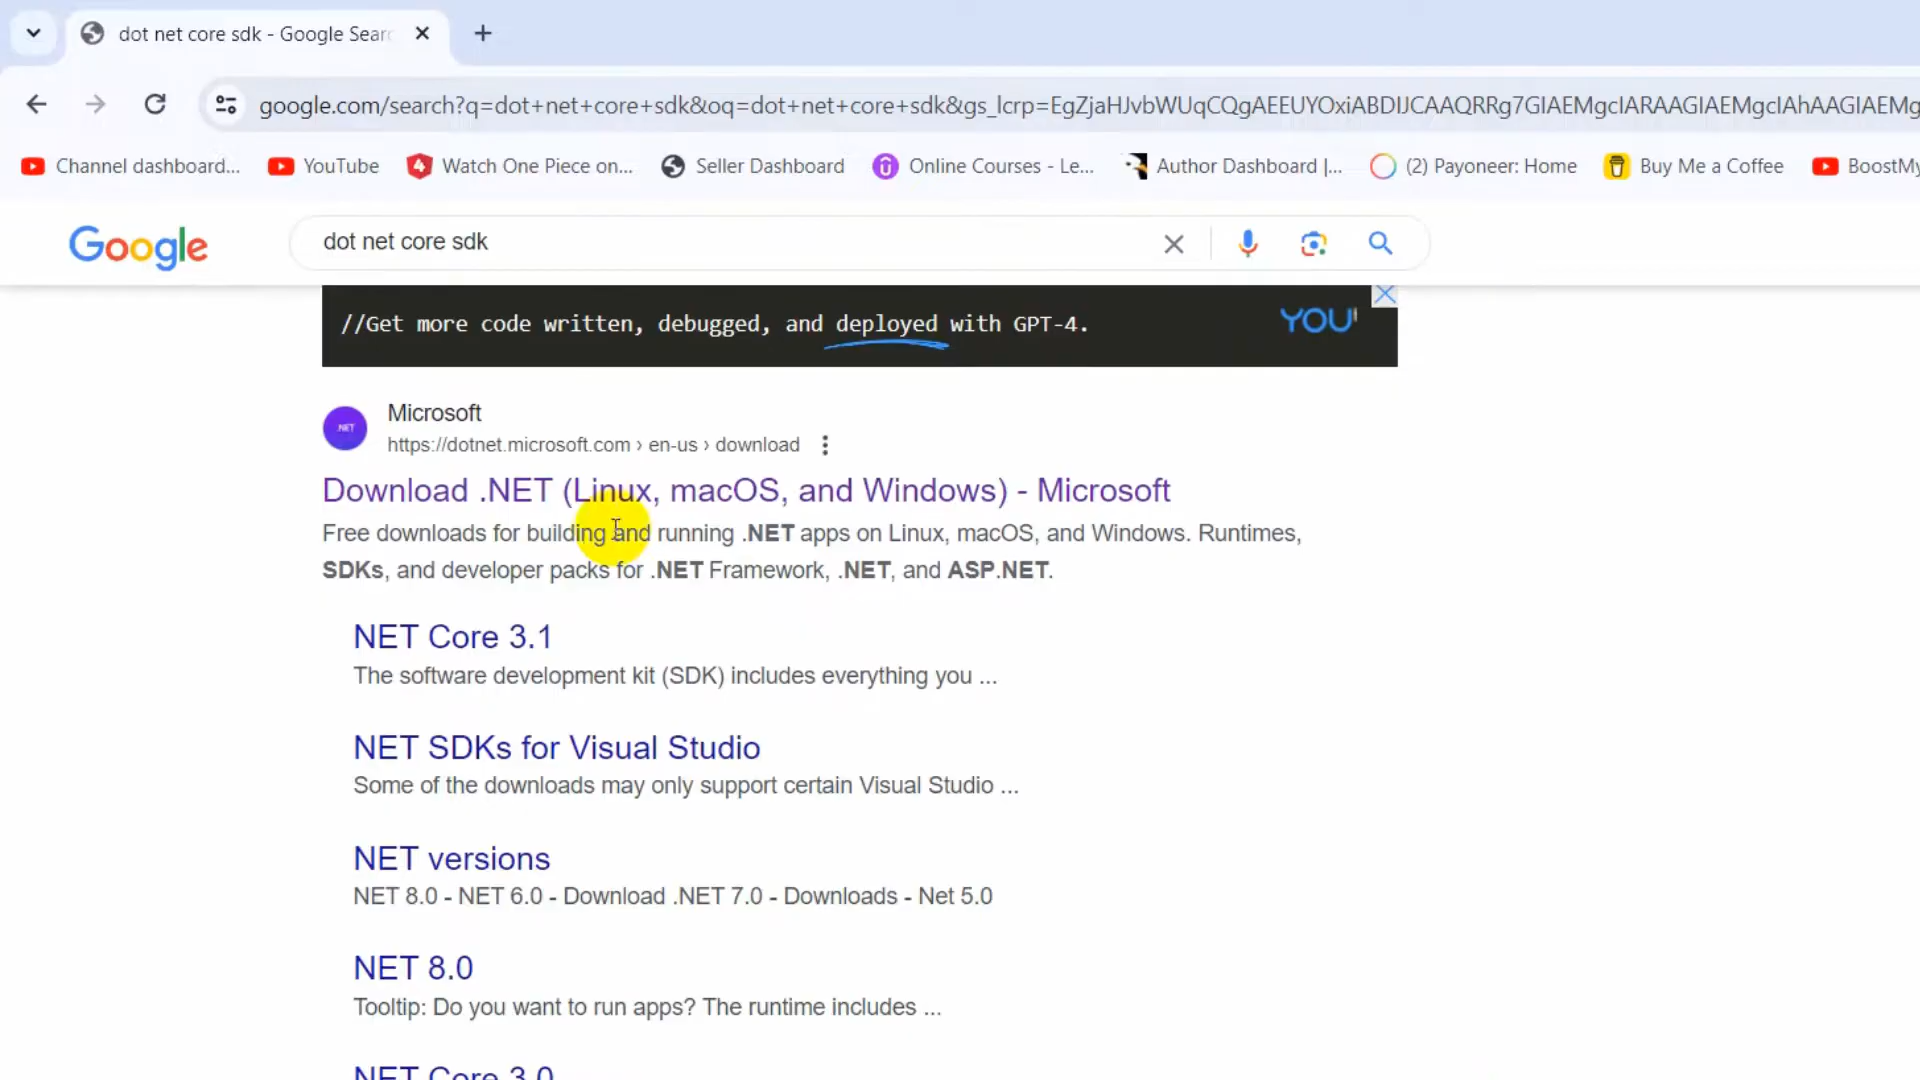 dot net core sdk - Google Sear
google.com/search?q=dot+net+core+sdk&oq=dot+net+core+sdk&gs_lcrp=EgZjaHJvbWUqCQgAEEUYOxiABDIJCAAQRRg7GIAEMgcIARAAGIAEMgcIAhAAGIAEMg
Channel dashboard... YouTube Watch One Piece on... Seller Dashboard Online Courses - Le... Author Dashboard |... (2) Payoneer: Home Buy Me a Coffee BoostMy
Google dot net core sdk
//Get more code written, debugged, and deployed with GPT-4. YOU
Microsoft
.NET https://dotnet.microsoft.com › en-us › download
Download .NET (Linux, macOS, and Windows) - Microsoft
Free downloads for building and running .NET apps on Linux, macOS, and Windows. Runtimes,
SDKs, and developer packs for .NET Framework, .NET, and ASP.NET.
NET Core 3.1
The software development kit (SDK) includes everything you ...
NET SDKs for Visual Studio
Some of the downloads may only support certain Visual Studio ...
NET versions
NET 8.0 - NET 6.0 - Download .NET 7.0 - Downloads - Net 5.0
NET 8.0
Tooltip: Do you want to run apps? The runtime includes ...
NET Core 3.0